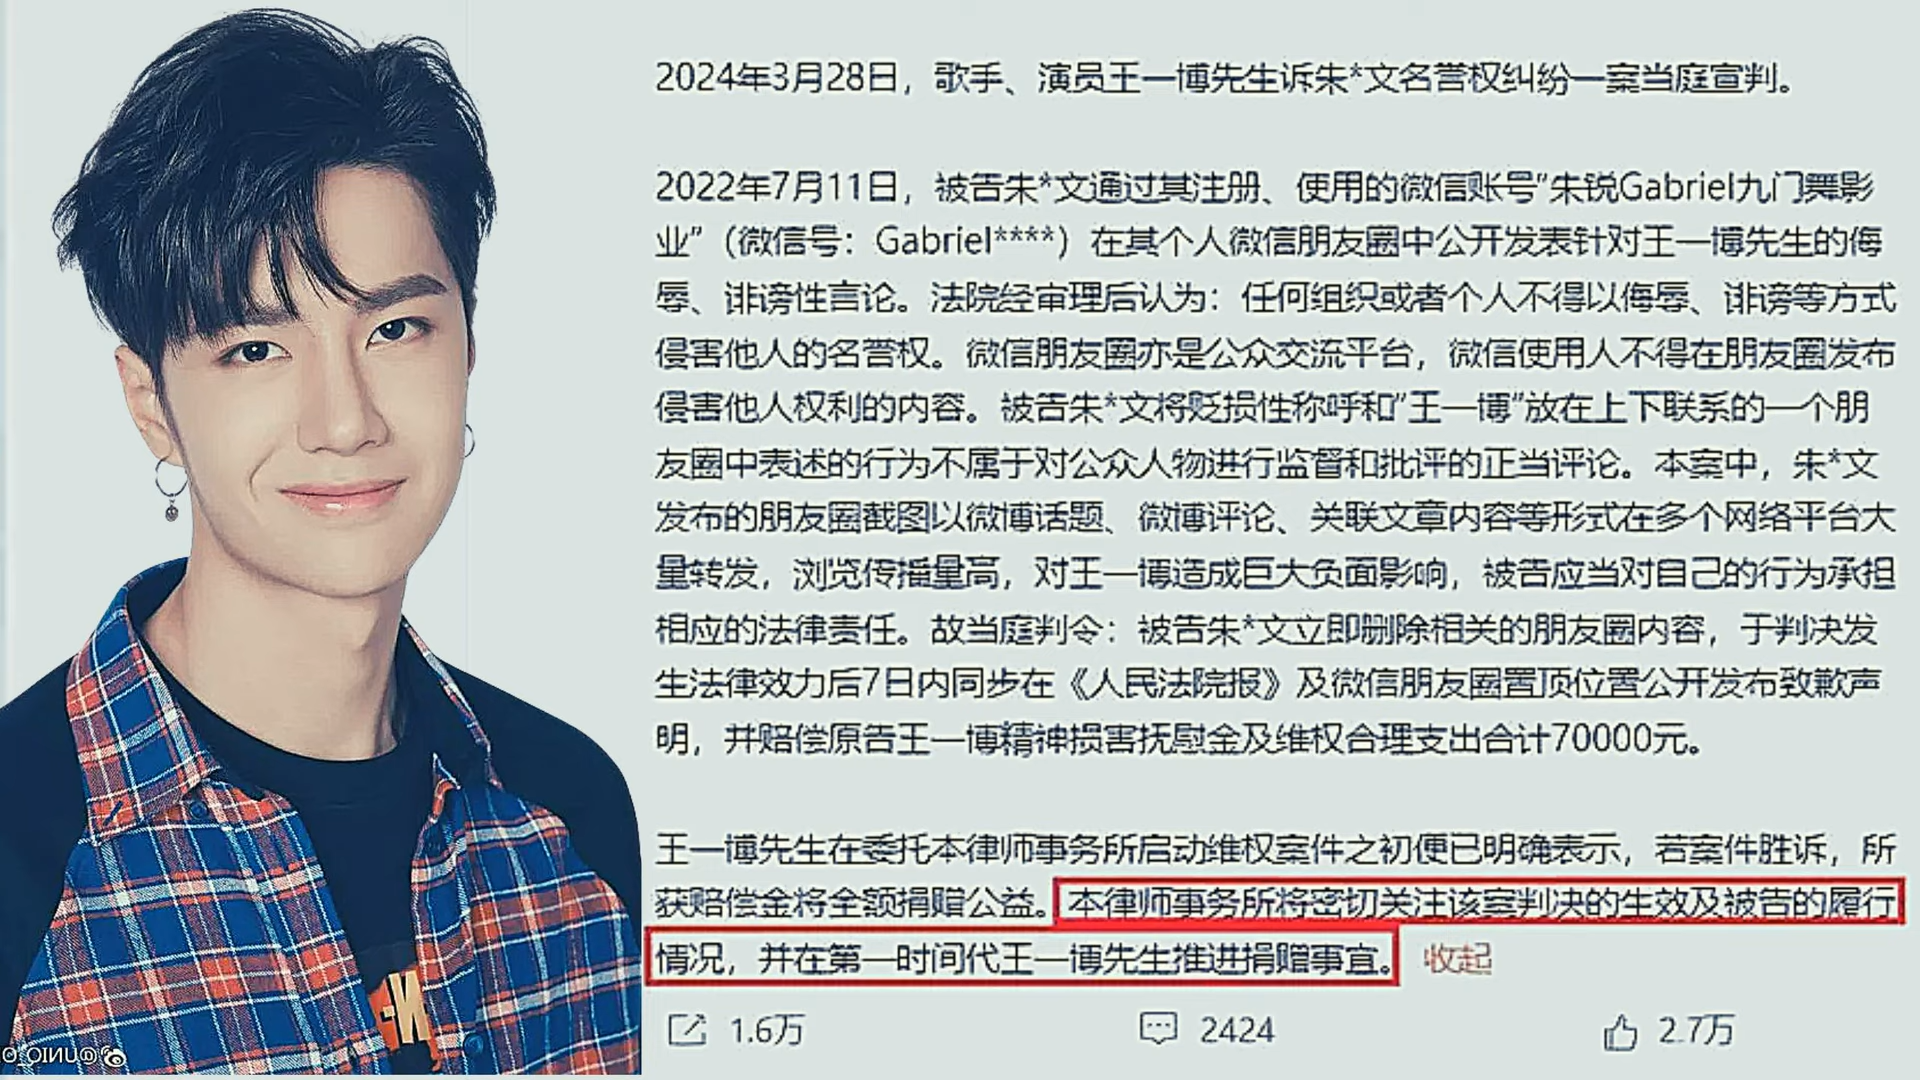 2024年3月28日，歌手、演员王一博先生诉朱*文名誉权纠纷一案当庭宣判。
2022年7月11日，被告朱*文通过其注册、使用的微信账号“朱锐Gabriel九门舞影
业”（微信号：Gabriel****）在其个人微信朋友圈中公开发表针对王一博先生的侮
辱、诽谤性言论。法院经审理后认为：任何组织或者个人不得以侮辱、诽谤等方式
侵害他人的名誉权。微信朋友圈亦是公众交流平台，微信使用人不得在朋友圈发布
侵害他人权利的内容。被告朱*文将贬损性称呼和“王一博”放在上下联系的一个朋
友圈中表述的行为不属于对公众人物进行监督和批评的正当评论。本案中，朱*文
发布的朋友圈截图以微博话题、微博评论、关联文章内容等形式在多个网络平台大
量转发，浏览传播量高，对王一博造成巨大负面影响，被告应当对自己的行为承担
相应的法律责任。故当庭判令：被告朱*文立即删除相关的朋友圈内容，于判决发
生法律效力后7日内同步在《人民法院报》及微信朋友圈置顶位置公开发布致歉声
明，并赔偿原告王一博精神损害抚慰金及维权合理支出合计70000元。
王一博先生在委托本律师事务所启动维权案件之初便已明确表示，若案件胜诉，所
获赔偿金将全额捐赠公益。本律师事务所将密切关注该案判决的生效及被告的履行
情况，并在第一时间代王一博先生推进捐赠事宜。 收起
1.6万 2424 2.7万
@UNIQ_O